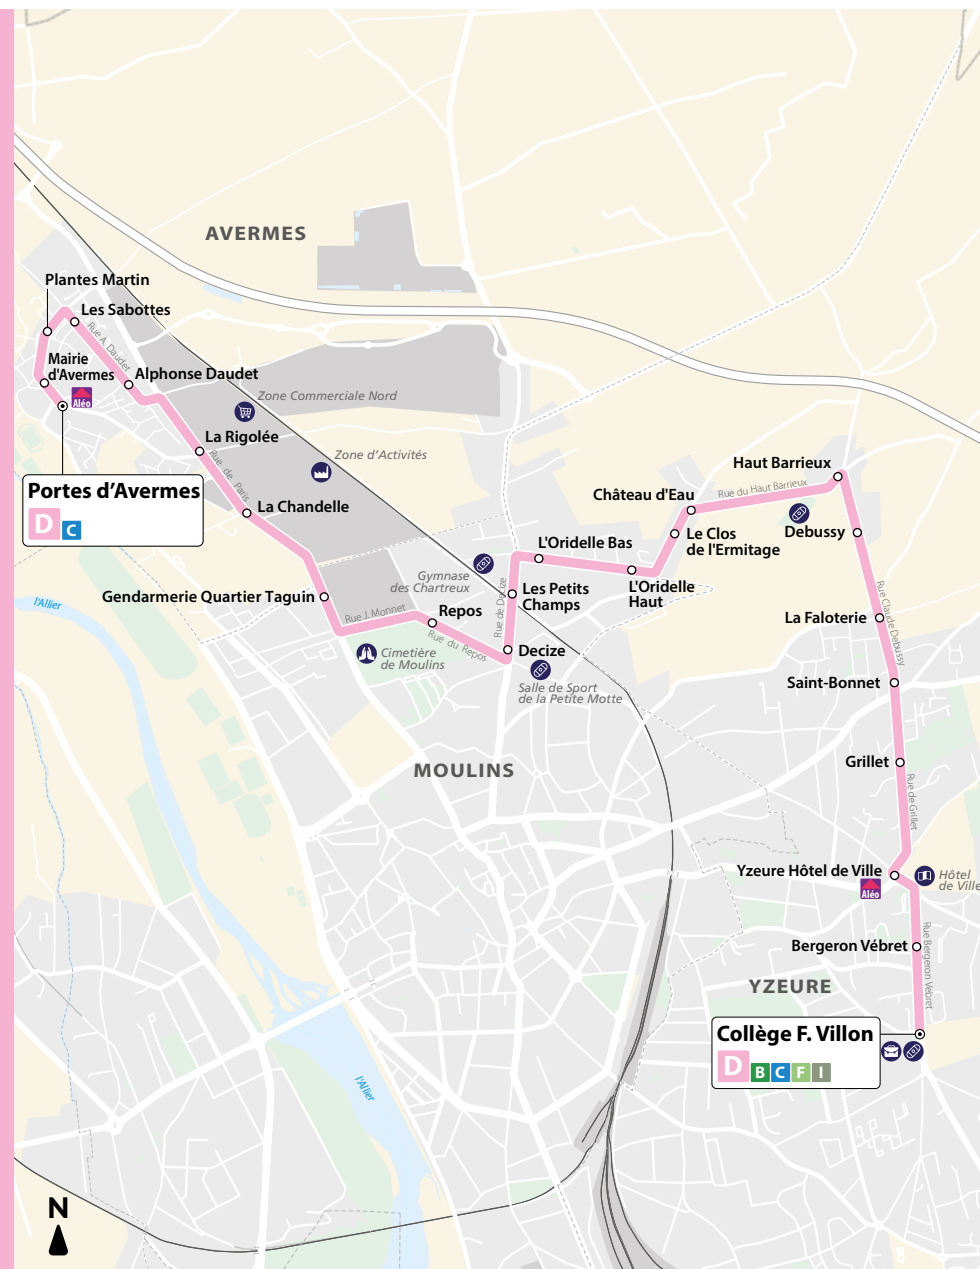 AVERMES
Plantes Martin
Les Sabottes
Rue A. Daudet
Mairie
d'Avermes
Aléo
Alphonse Daudet
Zone Commerciale Nord
La Rigolée
Zone d'Activités
Rue de Paris
Portes d'Avermes
D C
La Chandelle
Haut Barrieux
Rue du Haut Barrieux
Château d'Eau
Debussy
Le Clos
de l'Ermitage
L'Oridelle Bas
L'Oridelle
Haut
Gymnase
des Chartreux
Les Petits
Champs
Rue de Decize
l'Allier
Gendarmerie Quartier Taguin
Rue J. Monnet
Repos
Rue du Repos
Cimetière
de Moulins
Decize
Salle de Sport
de la Petite Motte
La Faloterie
Rue Claude Debussy
Saint-Bonnet
MOULINS
Grillet
Rue de Grillet
Yzeure Hôtel de Ville
Aléo
Hôtel
de Ville
Bergeron Vébret
Rue Bergeron Vébret
YZEURE
Collège F. Villon
D B C F I
l'Allier
N